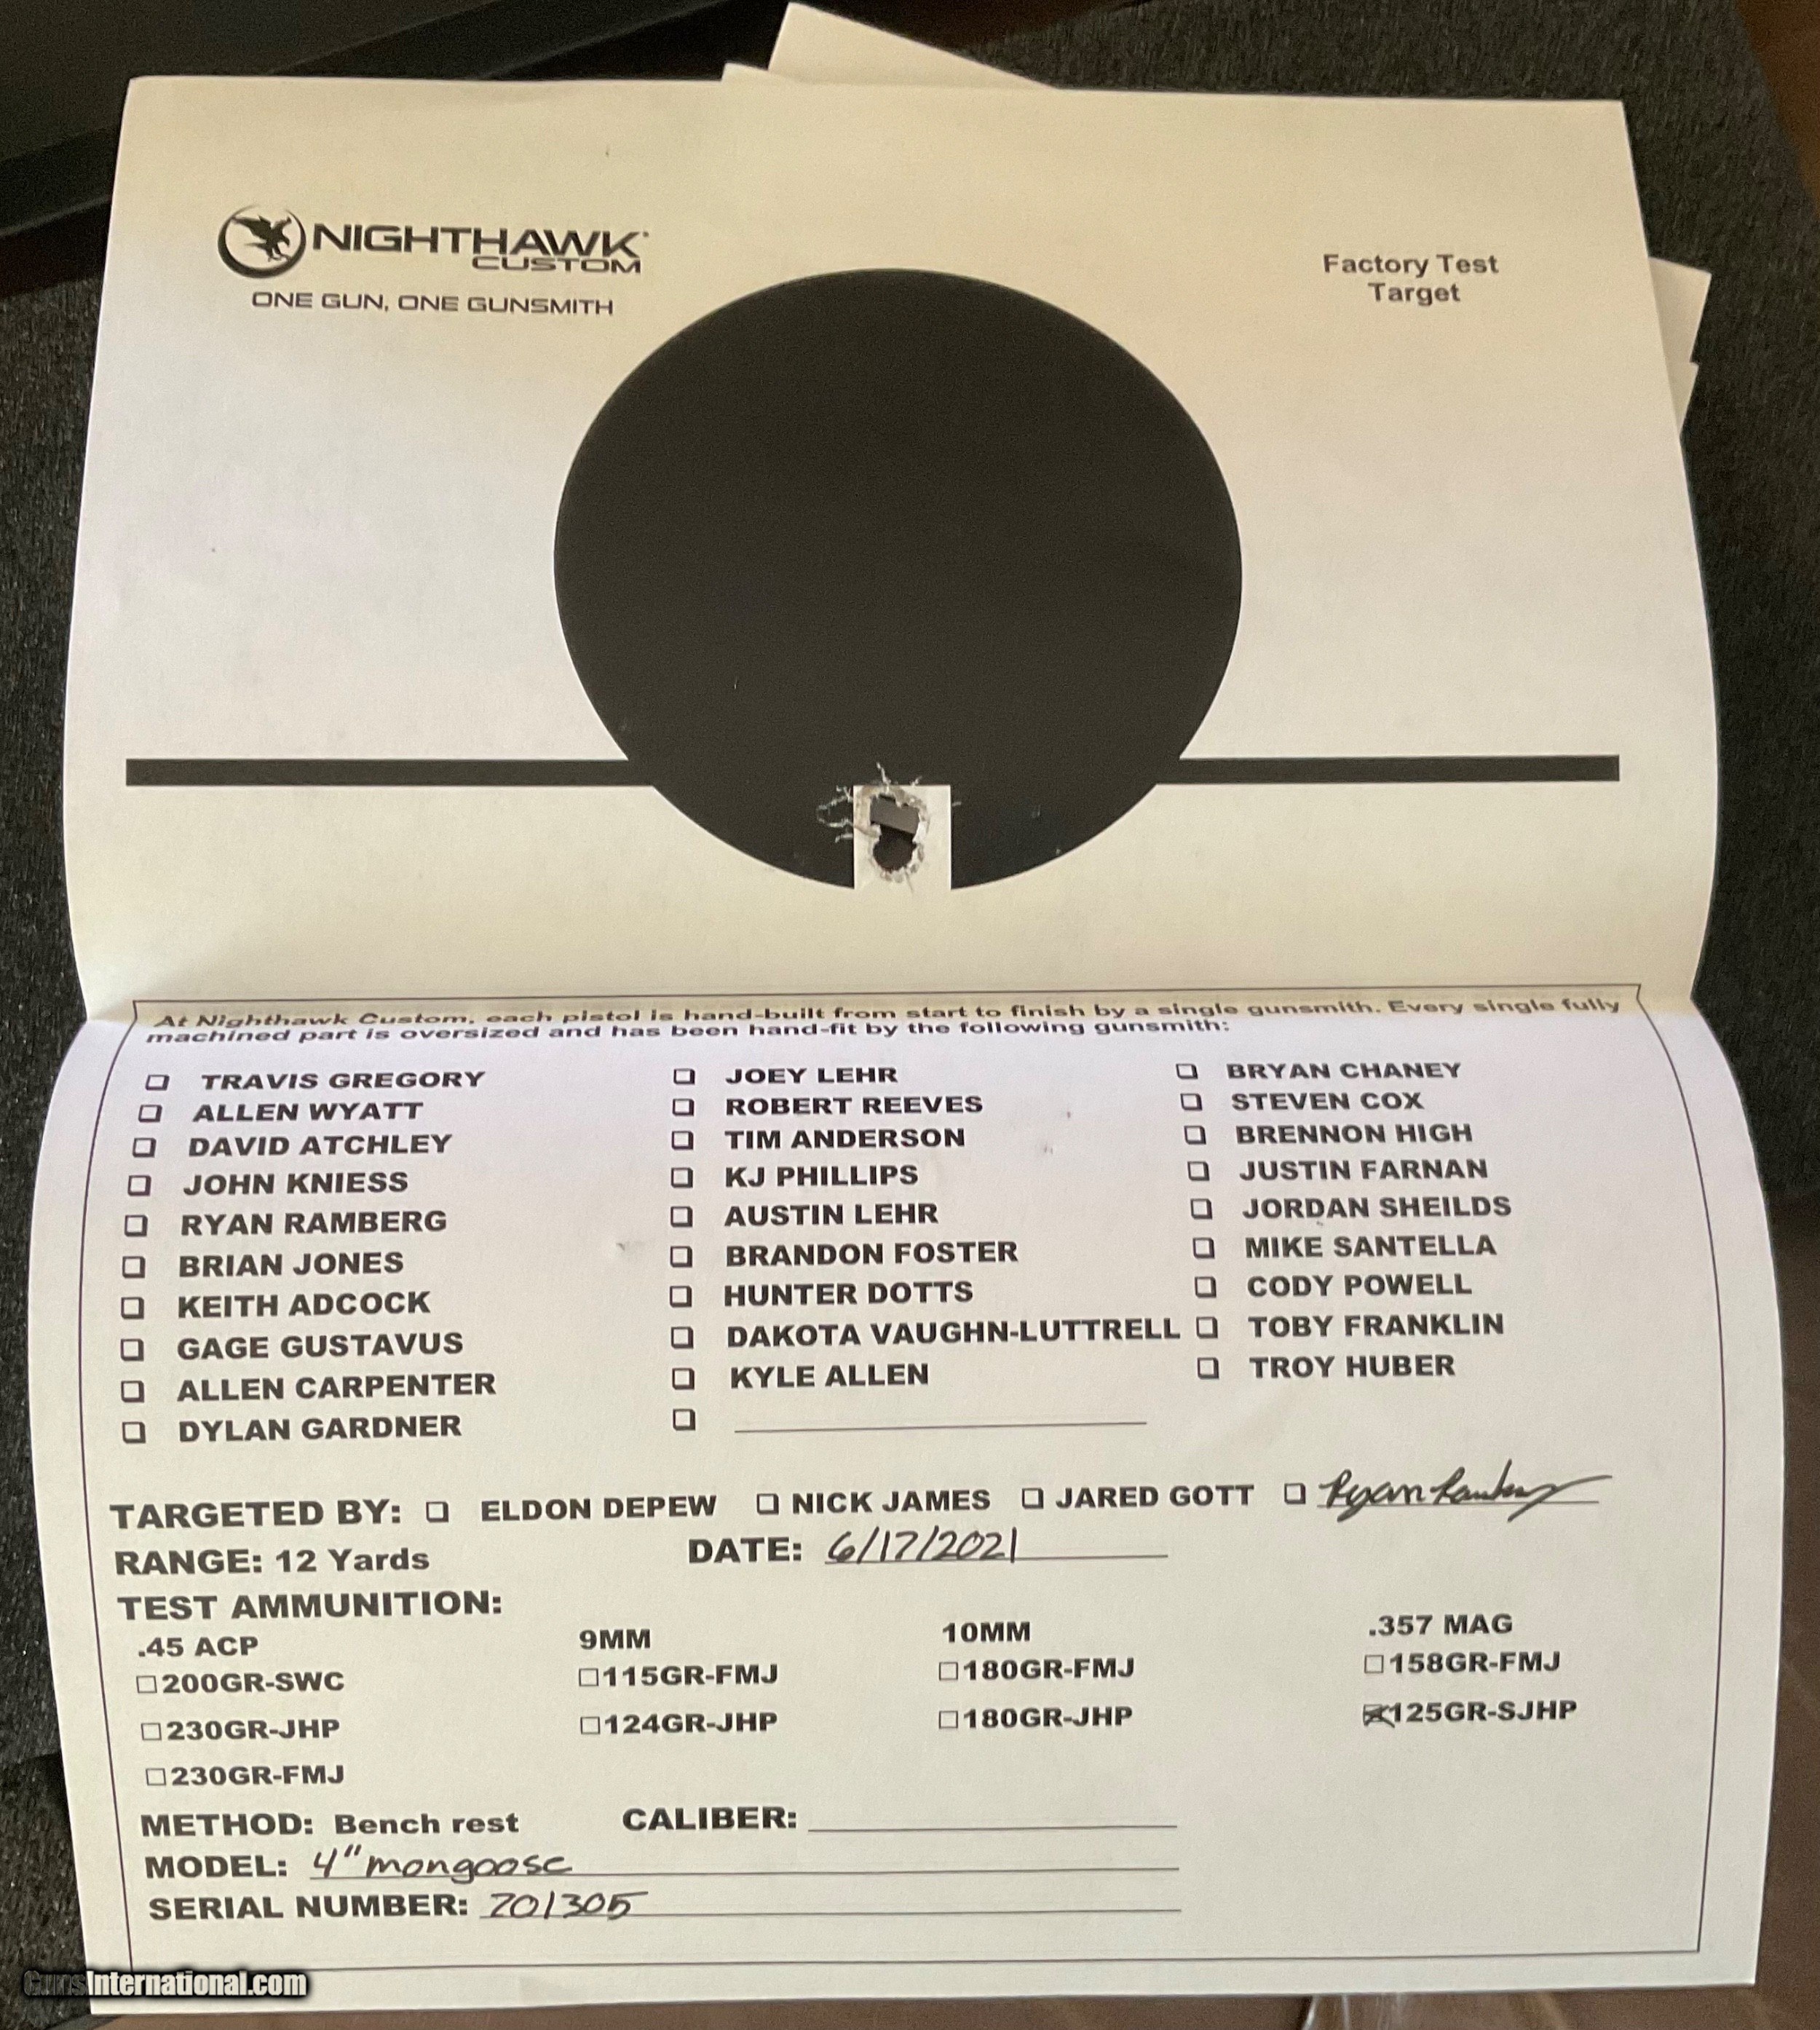 NIGHTHAWK
CUSTOM
ONE GUN, ONE GUNSMITH
Factory Test
Target
At Nighthawk Custom, each pistol is hand-built from start to finish by a single gunsmith. Every single fully
machined part is oversized and has been hand-fit by the following gunsmith:
TRAVIS GREGORY JOEY LEHR BRYAN CHANEY
ALLEN WYATT ROBERT REEVES STEVEN COX
DAVID ATCHLEY TIM ANDERSON BRENNON HIGH
JOHN KNIESS KJ PHILLIPS JUSTIN FARNAN
RYAN RAMBERG AUSTIN LEHR JORDAN SHEILDS
BRIAN JONES BRANDON FOSTER MIKE SANTELLA
KEITH ADCOCK HUNTER DOTTS CODY POWELL
GAGE GUSTAVUS DAKOTA VAUGHN-LUTTRELL TOBY FRANKLIN
ALLEN CARPENTER KYLE ALLEN TROY HUBER
DYLAN GARDNER
TARGETED BY: ELDON DEPEW NICK JAMES JARED GOTT Ryan
RANGE: 12 Yards DATE: 6/17/2021
TEST AMMUNITION:
.45 ACP 9MM 10MM .357 MAG
200GR-SWC 115GR-FMJ 180GR-FMJ 158GR-FMJ
230GR-JHP 124GR-JHP 180GR-JHP 125GR-SJHP
230GR-FMJ
METHOD: Bench rest CALIBER:
MODEL: 4" mongoose
SERIAL NUMBER: 201305
GunsInternational.com